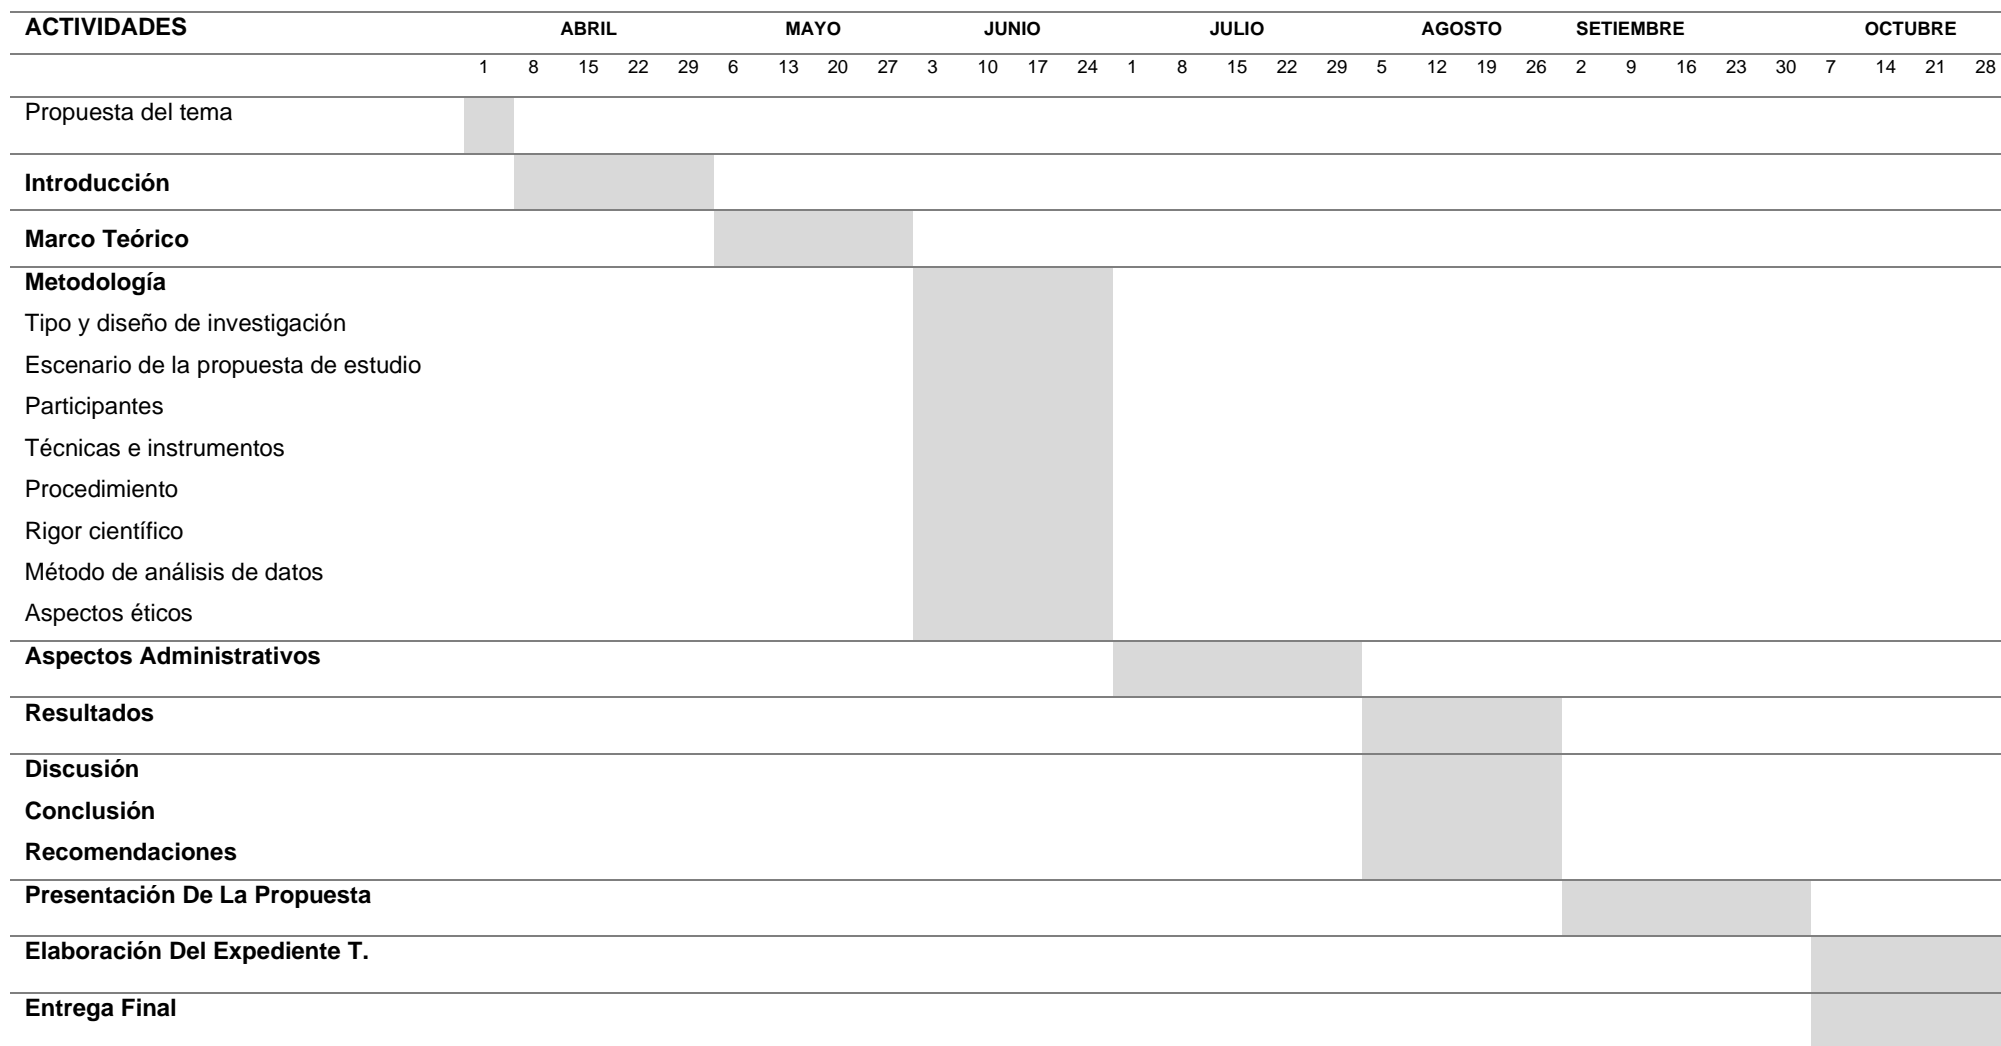 ACTIVIDADES ABRIL MAYO JUNIO JULIO AGOSTO SETIEMBRE OCTUBRE
1 8 15 22 29 6 13 20 27 3 10 17 24 1 8 15 22 29 5 12 19 26 2 9 16 23 30 7 14 21 28
Propuesta del tema
Introducción
Marco Teórico
Metodología
Tipo y diseño de investigación
Escenario de la propuesta de estudio
Participantes
Técnicas e instrumentos
Procedimiento
Rigor científico
Método de análisis de datos
Aspectos éticos
Aspectos Administrativos
Resultados
Discusión
Conclusión
Recomendaciones
Presentación De La Propuesta
Elaboración Del Expediente T.
Entrega Final